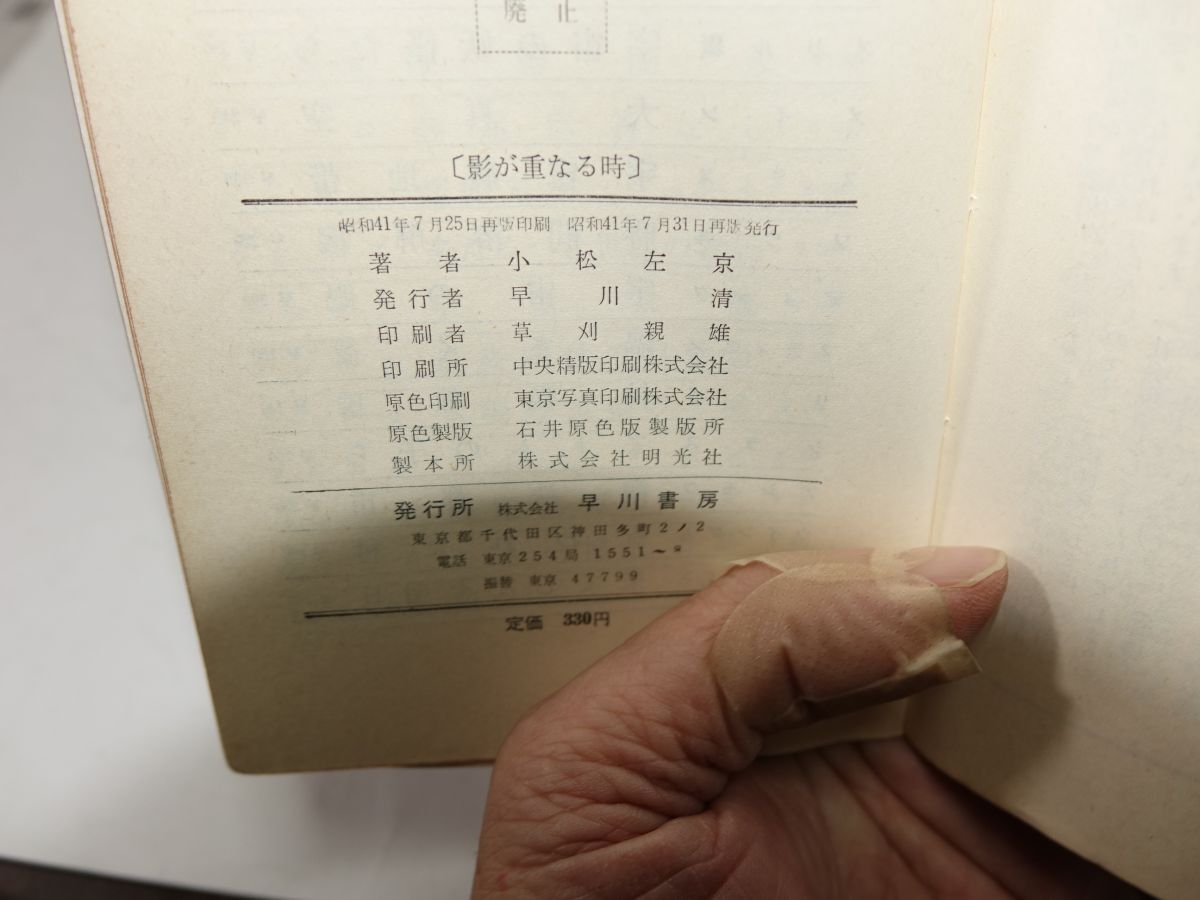 廃止
〔影が重なる時〕
昭和41年7月25日再版印刷　昭和41年7月31日再版発行
著者　小松左京
発行者　早川清
印刷者　草刈親雄
印刷所　中央精版印刷株式会社
原色印刷　東京写真印刷株式会社
原色製版　石井原色版製版所
製本所　株式会社明光社
発行所　株式会社　早川書房
東京都千代田区神田多町2ノ2
電話　東京254局1551〜8
振替　東京　47799
定価　330円